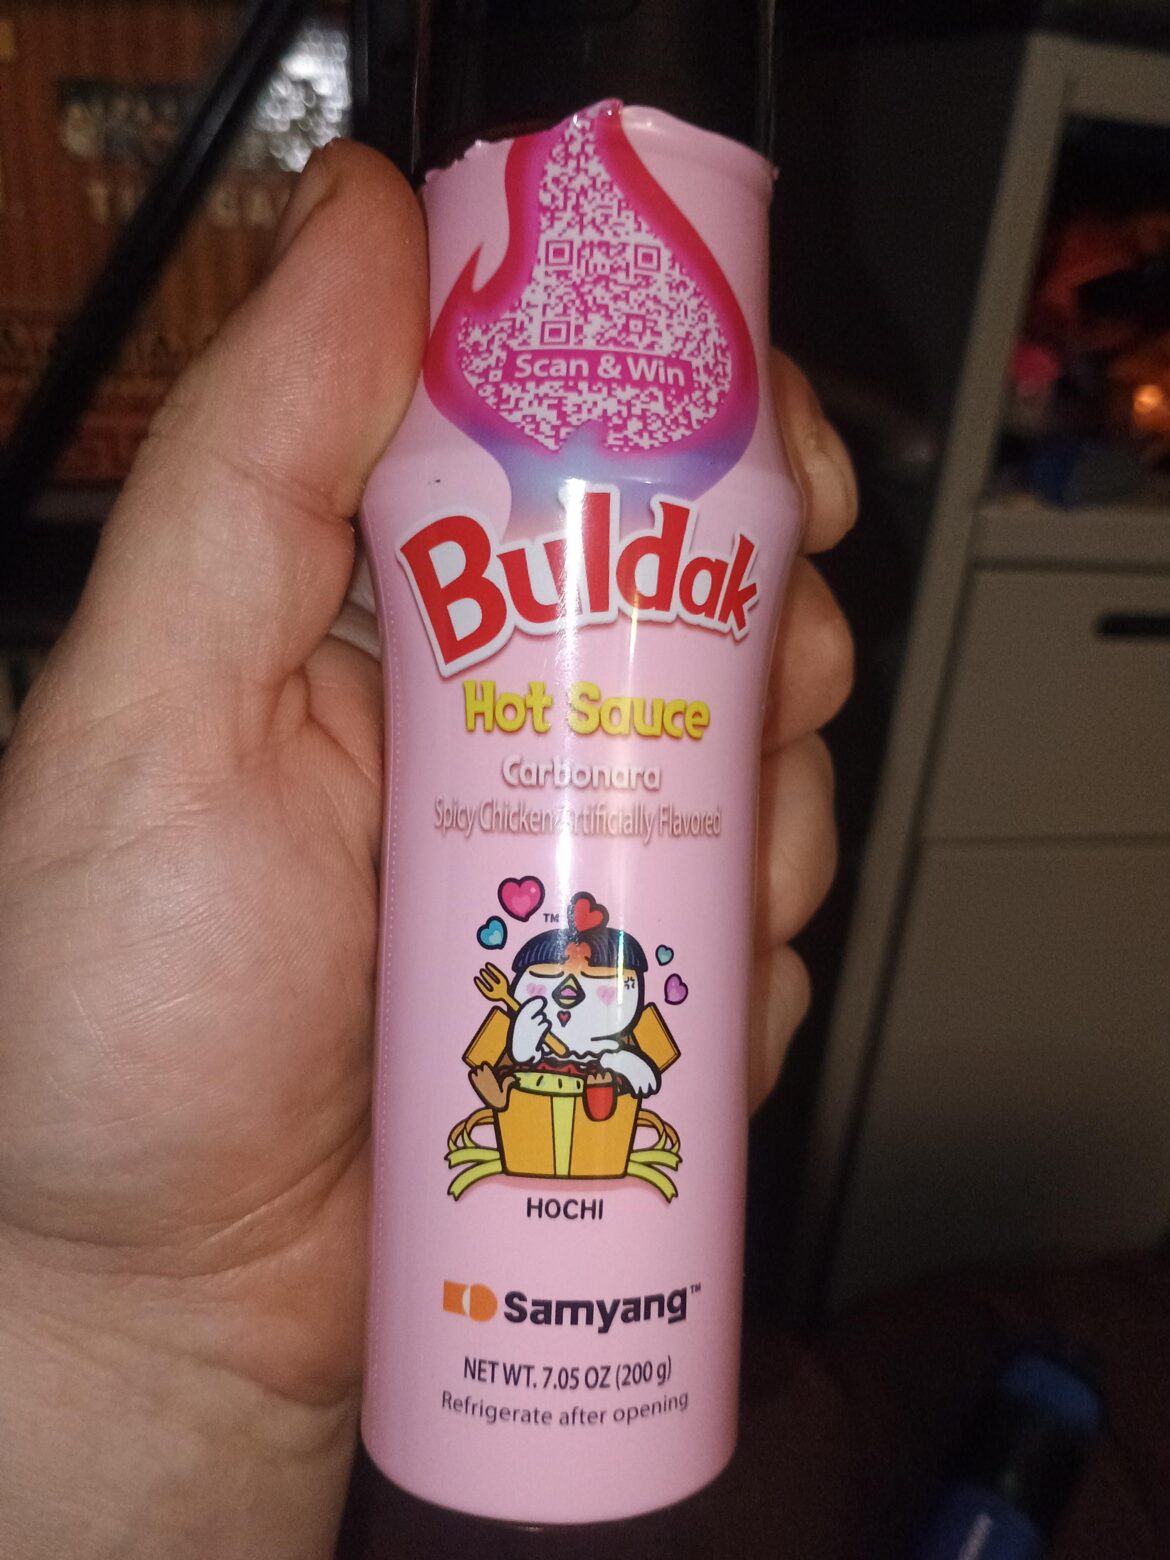 Scan & Win
Buldak
Hot Sauce
Carbonara
Spicy Chicken Artificially Flavored
TM
HOCHI
Samyang™
NET WT. 7.05 OZ (200 g)
Refrigerate after opening